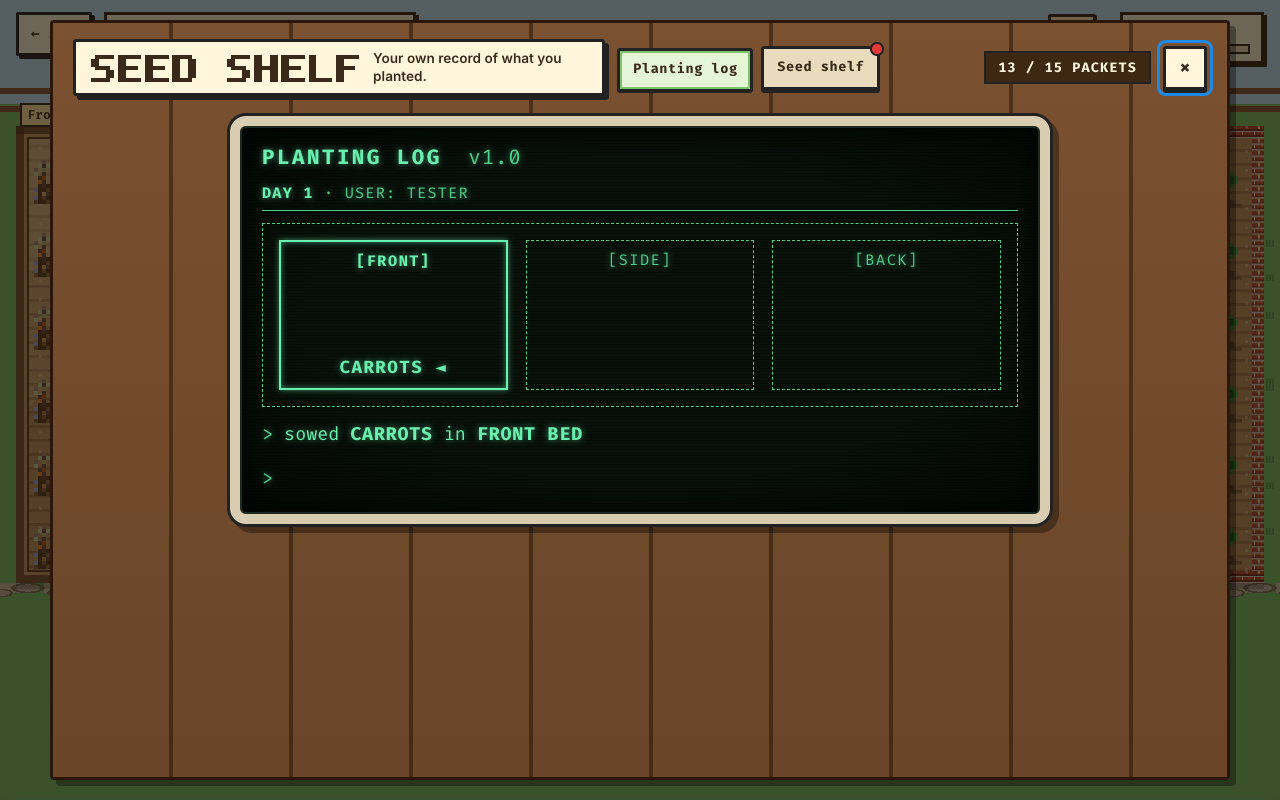 ←
SEED SHELF
Your own record of what you
planted.
Planting log
Seed shelf
13 / 15 PACKETS
✖
PLANTING LOG v1.0
DAY 1 · USER: TESTER
[FRONT]
[SIDE]
[BACK]
CARROTS ◄
> sowed CARROTS in FRONT BED
>